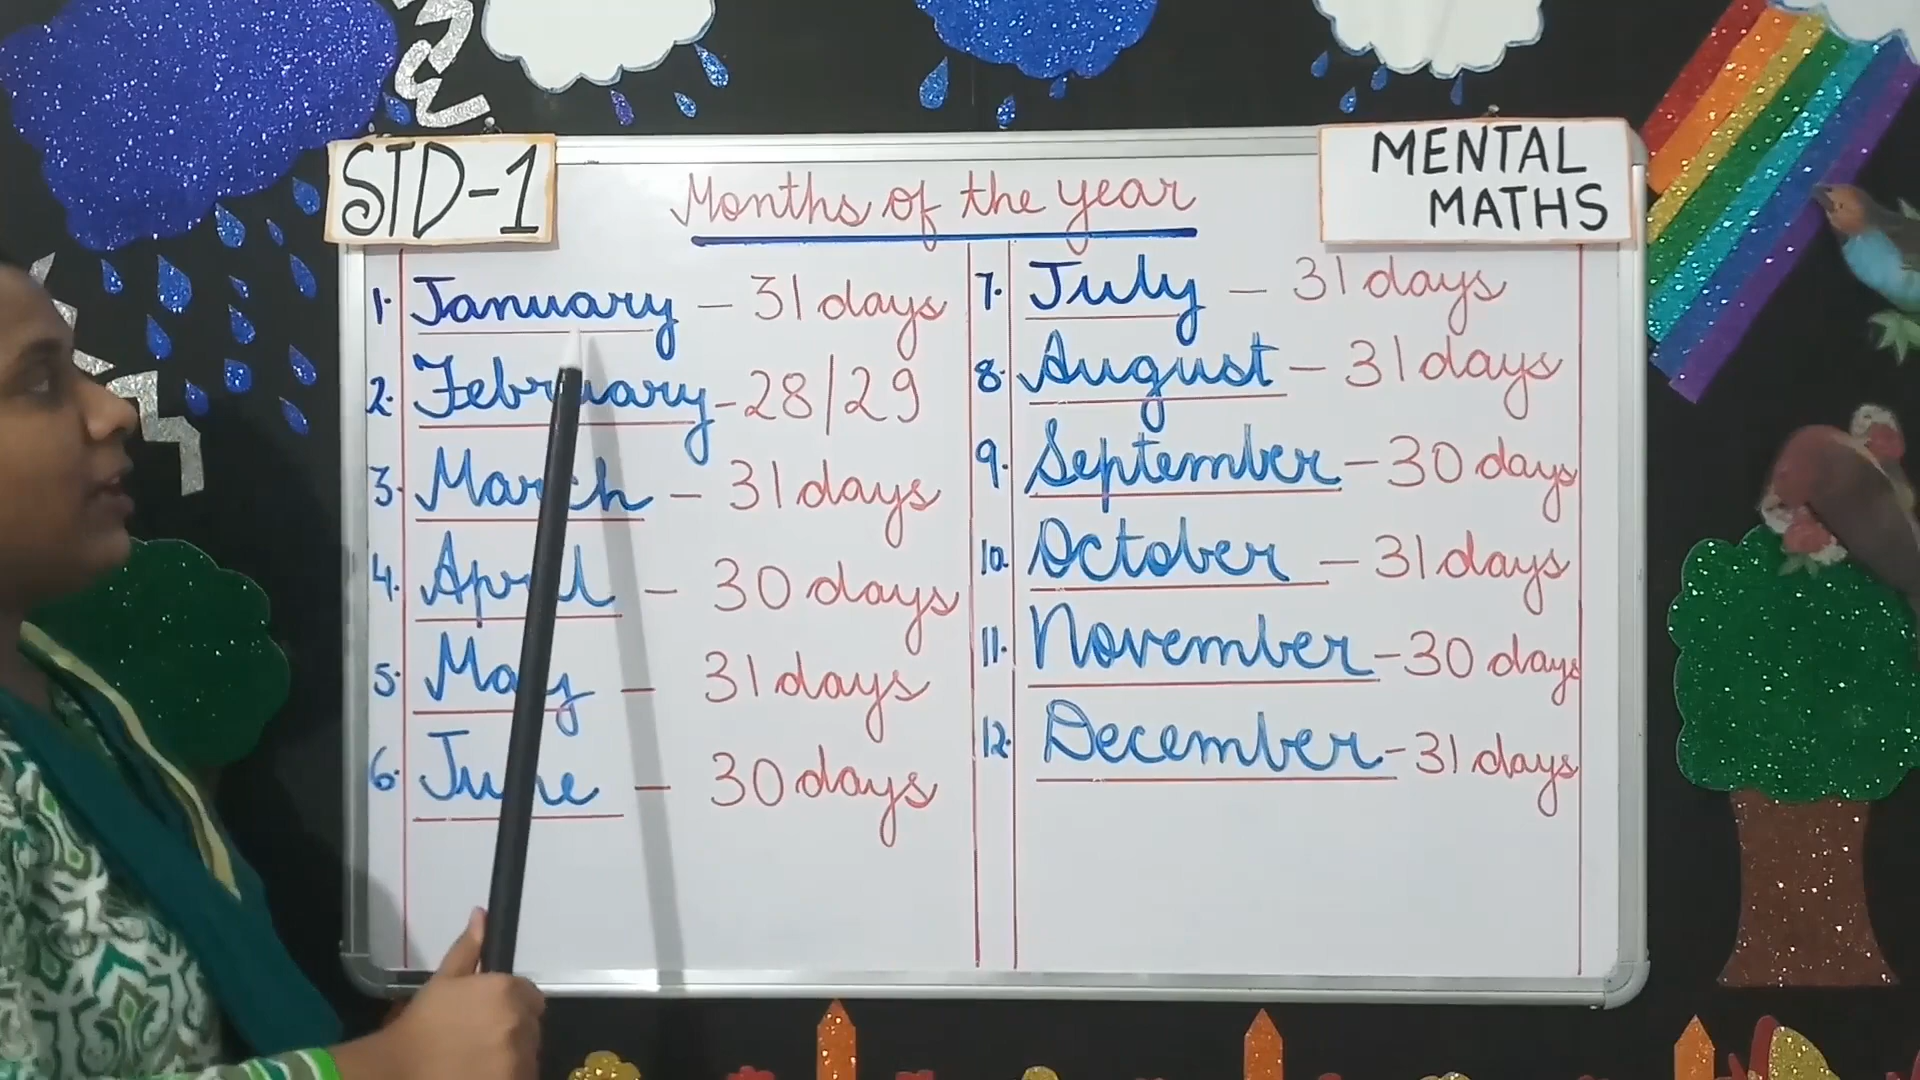 STD-1
Months of the year
MENTAL
MATHS
1. January - 31 days
2. February - 28/29
3. March - 31 days
4. April - 30 days
5. May - 31 days
6. June - 30 days
7. July - 31 days
8. August - 31 days
9. September - 30 days
10. October - 31 days
11. November - 30 days
12. December - 31 days